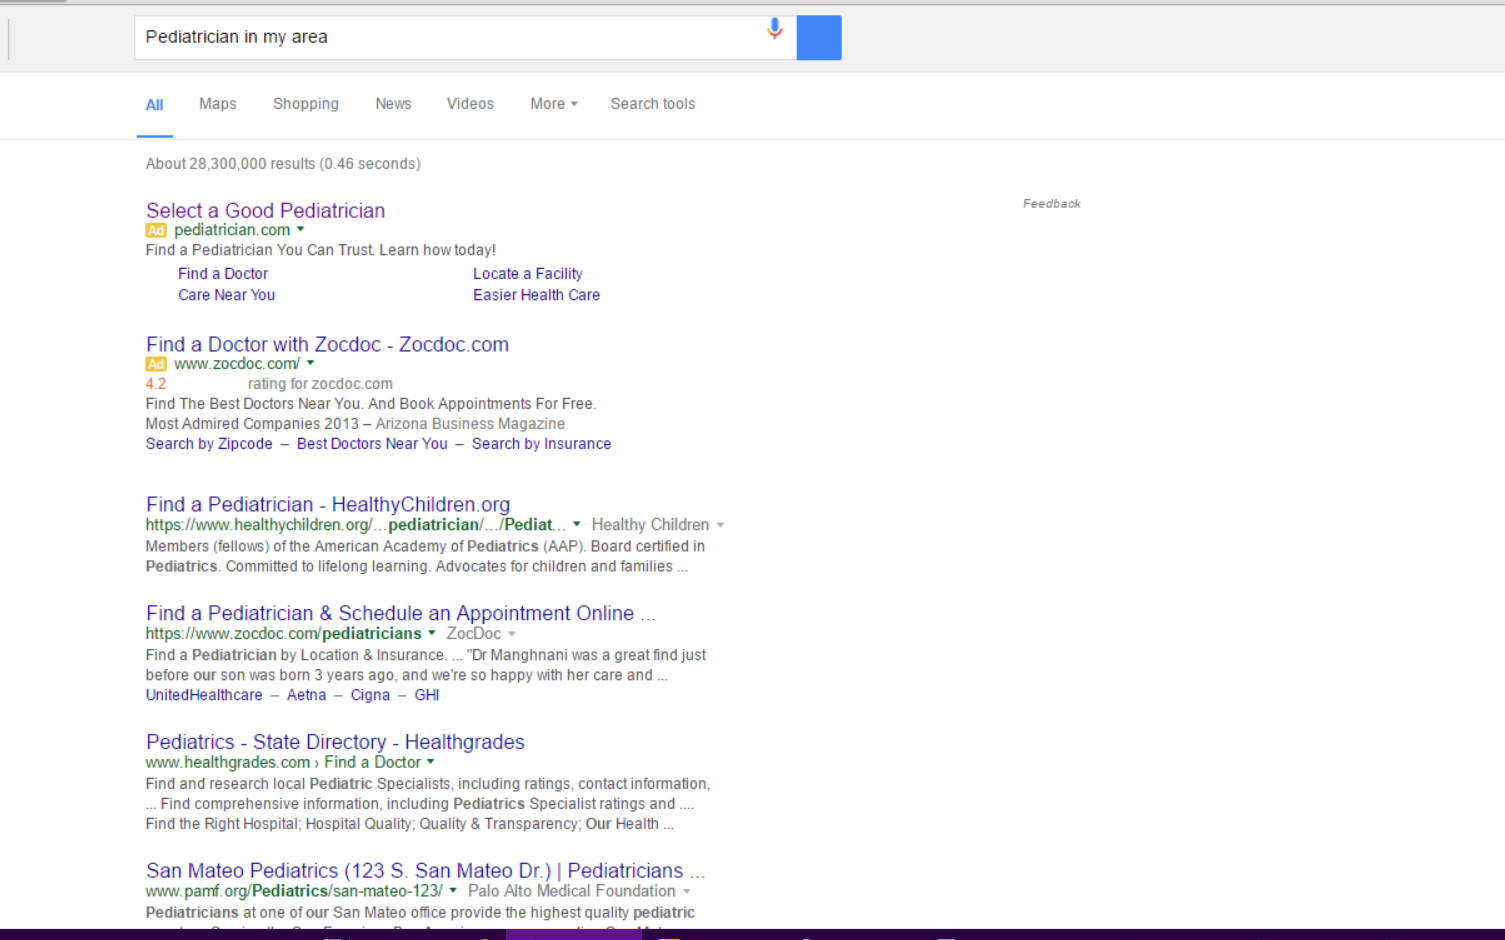 Pediatrician in my area
All Maps Shopping News Videos More Search tools
About 28,300,000 results (0.46 seconds)
Feedback
Select a Good Pediatrician
Ad pediatrician.com
Find a Pediatrician You Can Trust. Learn how today!
Find a Doctor Locate a Facility
Care Near You Easier Health Care
Find a Doctor with Zocdoc - Zocdoc.com
Ad www.zocdoc.com/
4.2 rating for zocdoc.com
Find The Best Doctors Near You. And Book Appointments For Free.
Most Admired Companies 2013 – Arizona Business Magazine
Search by Zipcode – Best Doctors Near You – Search by Insurance
Find a Pediatrician - HealthyChildren.org
https://www.healthychildren.org/...pediatrician/.../Pediat... Healthy Children
Members (fellows) of the American Academy of Pediatrics (AAP). Board certified in
Pediatrics. Committed to lifelong learning. Advocates for children and families ...
Find a Pediatrician & Schedule an Appointment Online ...
https://www.zocdoc.com/pediatricians ZocDoc
Find a Pediatrician by Location & Insurance. ... "Dr Manghnani was a great find just
before our son was born 3 years ago, and we're so happy with her care and ...
UnitedHealthcare – Aetna – Cigna – GHI
Pediatrics - State Directory - Healthgrades
www.healthgrades.com › Find a Doctor
Find and research local Pediatric Specialists, including ratings, contact information,
... Find comprehensive information, including Pediatrics Specialist ratings and ....
Find the Right Hospital; Hospital Quality; Quality & Transparency; Our Health ...
San Mateo Pediatrics (123 S. San Mateo Dr.) | Pediatricians ...
www.pamf.org/Pediatrics/san-mateo-123/ Palo Alto Medical Foundation
Pediatricians at one of our San Mateo office provide the highest quality pediatric